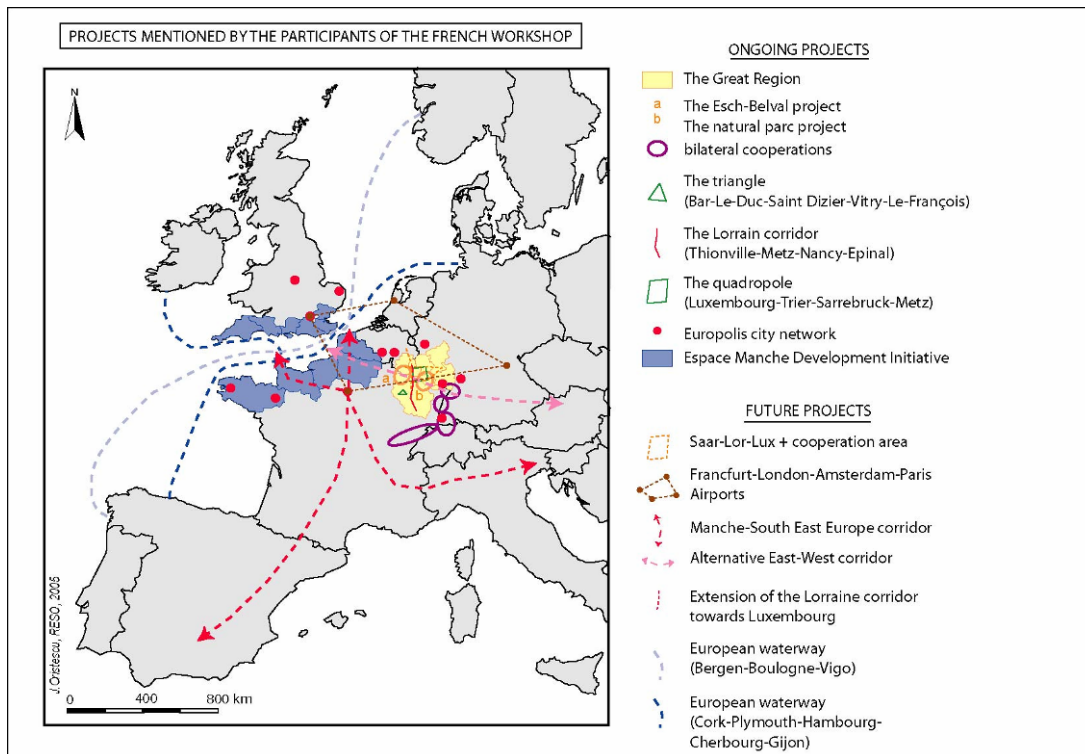 PROJECTS MENTIONED BY THE PARTICIPANTS OF THE FRENCH WORKSHOP
N
a
b
J.Cristescu, RESO, 2006
0 400 800 km
ONGOING PROJECTS
The Great Region
a The Esch-Belval project
b The natural parc project
bilateral cooperations
The triangle
(Bar-Le-Duc-Saint Dizier-Vitry-Le-François)
The Lorrain corridor
(Thionville-Metz-Nancy-Epinal)
The quadropole
(Luxembourg-Trier-Sarrebruck-Metz)
Europolis city network
Espace Manche Development Initiative
FUTURE PROJECTS
Saar-Lor-Lux + cooperation area
Francfurt-London-Amsterdam-Paris
Airports
Manche-South East Europe corridor
Alternative East-West corridor
Extension of the Lorraine corridor
towards Luxembourg
European waterway
(Bergen-Boulogne-Vigo)
European waterway
(Cork-Plymouth-Hambourg-
Cherbourg-Gijon)